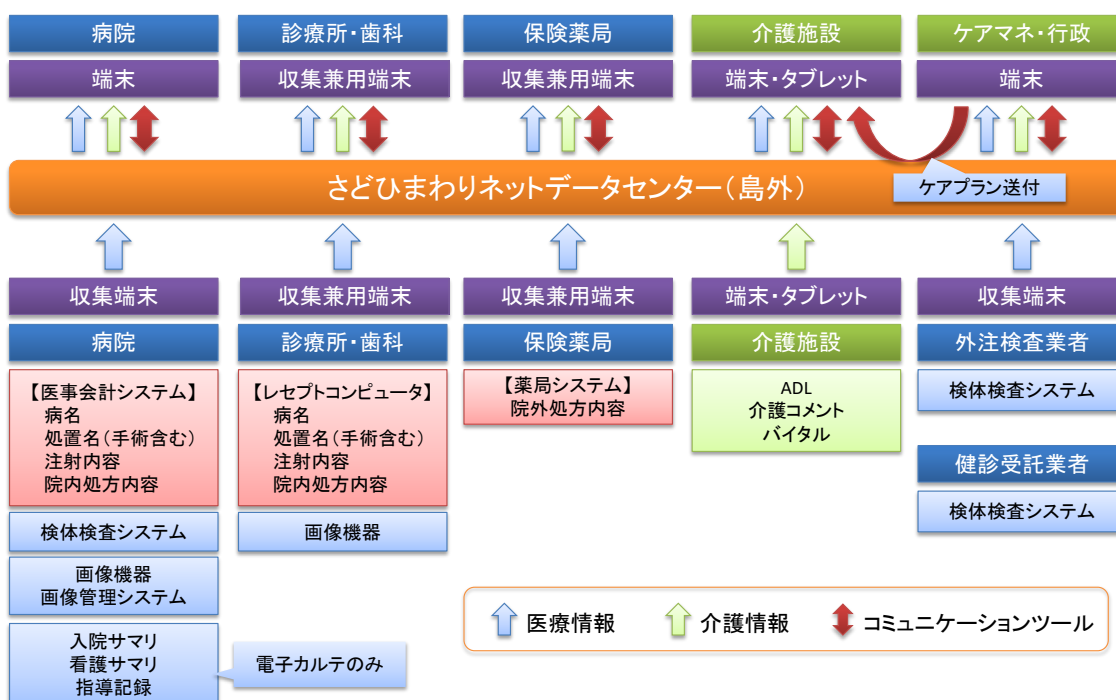 病院
診療所・歯科
保険薬局
介護施設
ケアマネ・行政
端末
収集兼用端末
収集兼用端末
端末・タブレット
端末
さどひまわりネットデータセンター(島外)
ケアプラン送付
収集端末
収集兼用端末
収集兼用端末
端末・タブレット
収集端末
病院
診療所・歯科
保険薬局
介護施設
外注検査業者
【医事会計システム】
病名
処置名(手術含む)
注射内容
院内処方内容
【レセプトコンピュータ】
病名
処置名(手術含む)
注射内容
院内処方内容
【薬局システム】
院外処方内容
ADL
介護コメント
バイタル
検体検査システム
健診受託業者
検体検査システム
検体検査システム
画像機器
画像機器
画像管理システム
入院サマリ
看護サマリ
指導記録
電子カルテのみ
医療情報
介護情報
コミュニケーションツール